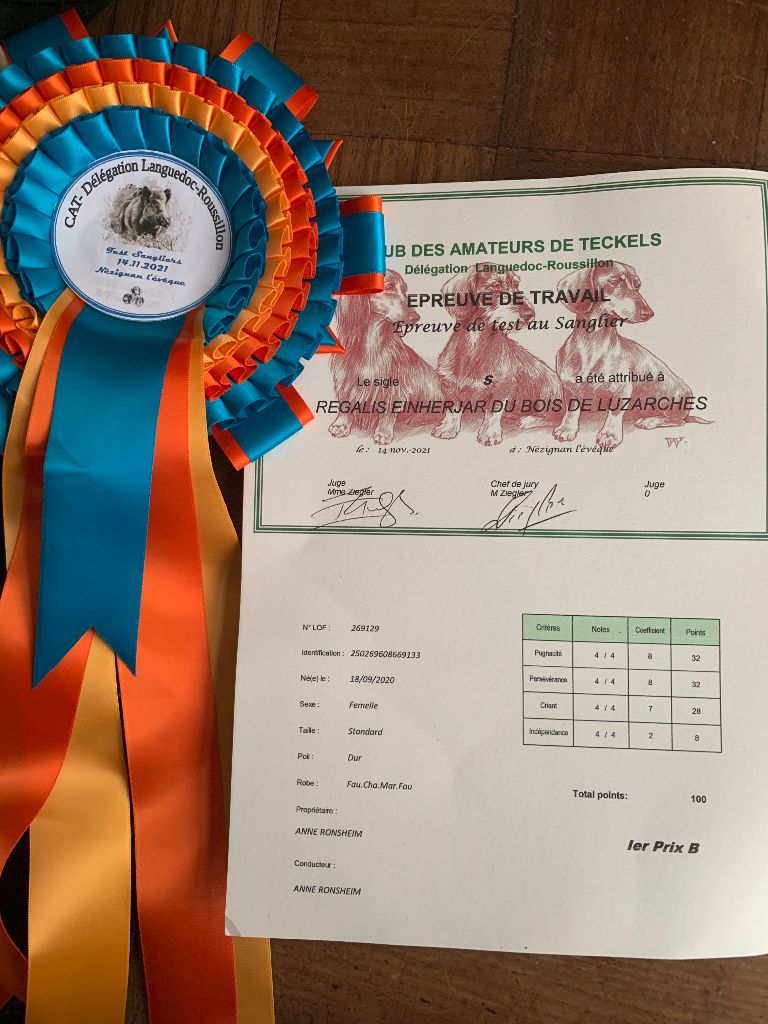 CAT- Délégation Languedoc-Roussillon
Test Sangliers
14.11.2021
Nézignan l'évêque
UB DES AMATEURS DE TECKELS
Délégation Languedoc-Roussillon
EPREUVE DE TRAVAIL
Epreuve de test au Sanglier
Le sigle $ a été attribué à
REGALIS EINHERJAR DU BOIS DE LUZARCHES
le : 14-nov.-2021 à : Nézignan l'évêque
Juge Chef de jury Juge
Mme Ziegler M Ziegler 0
N° LOF : 269129
Identification : 250269608669133
Né(e) le : 18/09/2020
Sexe : Femelle
Taille : Standard
Poil : Dur
Robe : Fau.Cha.Mar.Fau
Propriétaire :
ANNE RONSHEIM
Conducteur :
ANNE RONSHEIM
Critères Notes . Coefficient Points
Pugnacité 4 / 4 8 32
Persévérance 4 / 4 8 32
Criant 4 / 4 7 28
Indépendance 4 / 4 2 8
Total points: 100
Ier Prix B